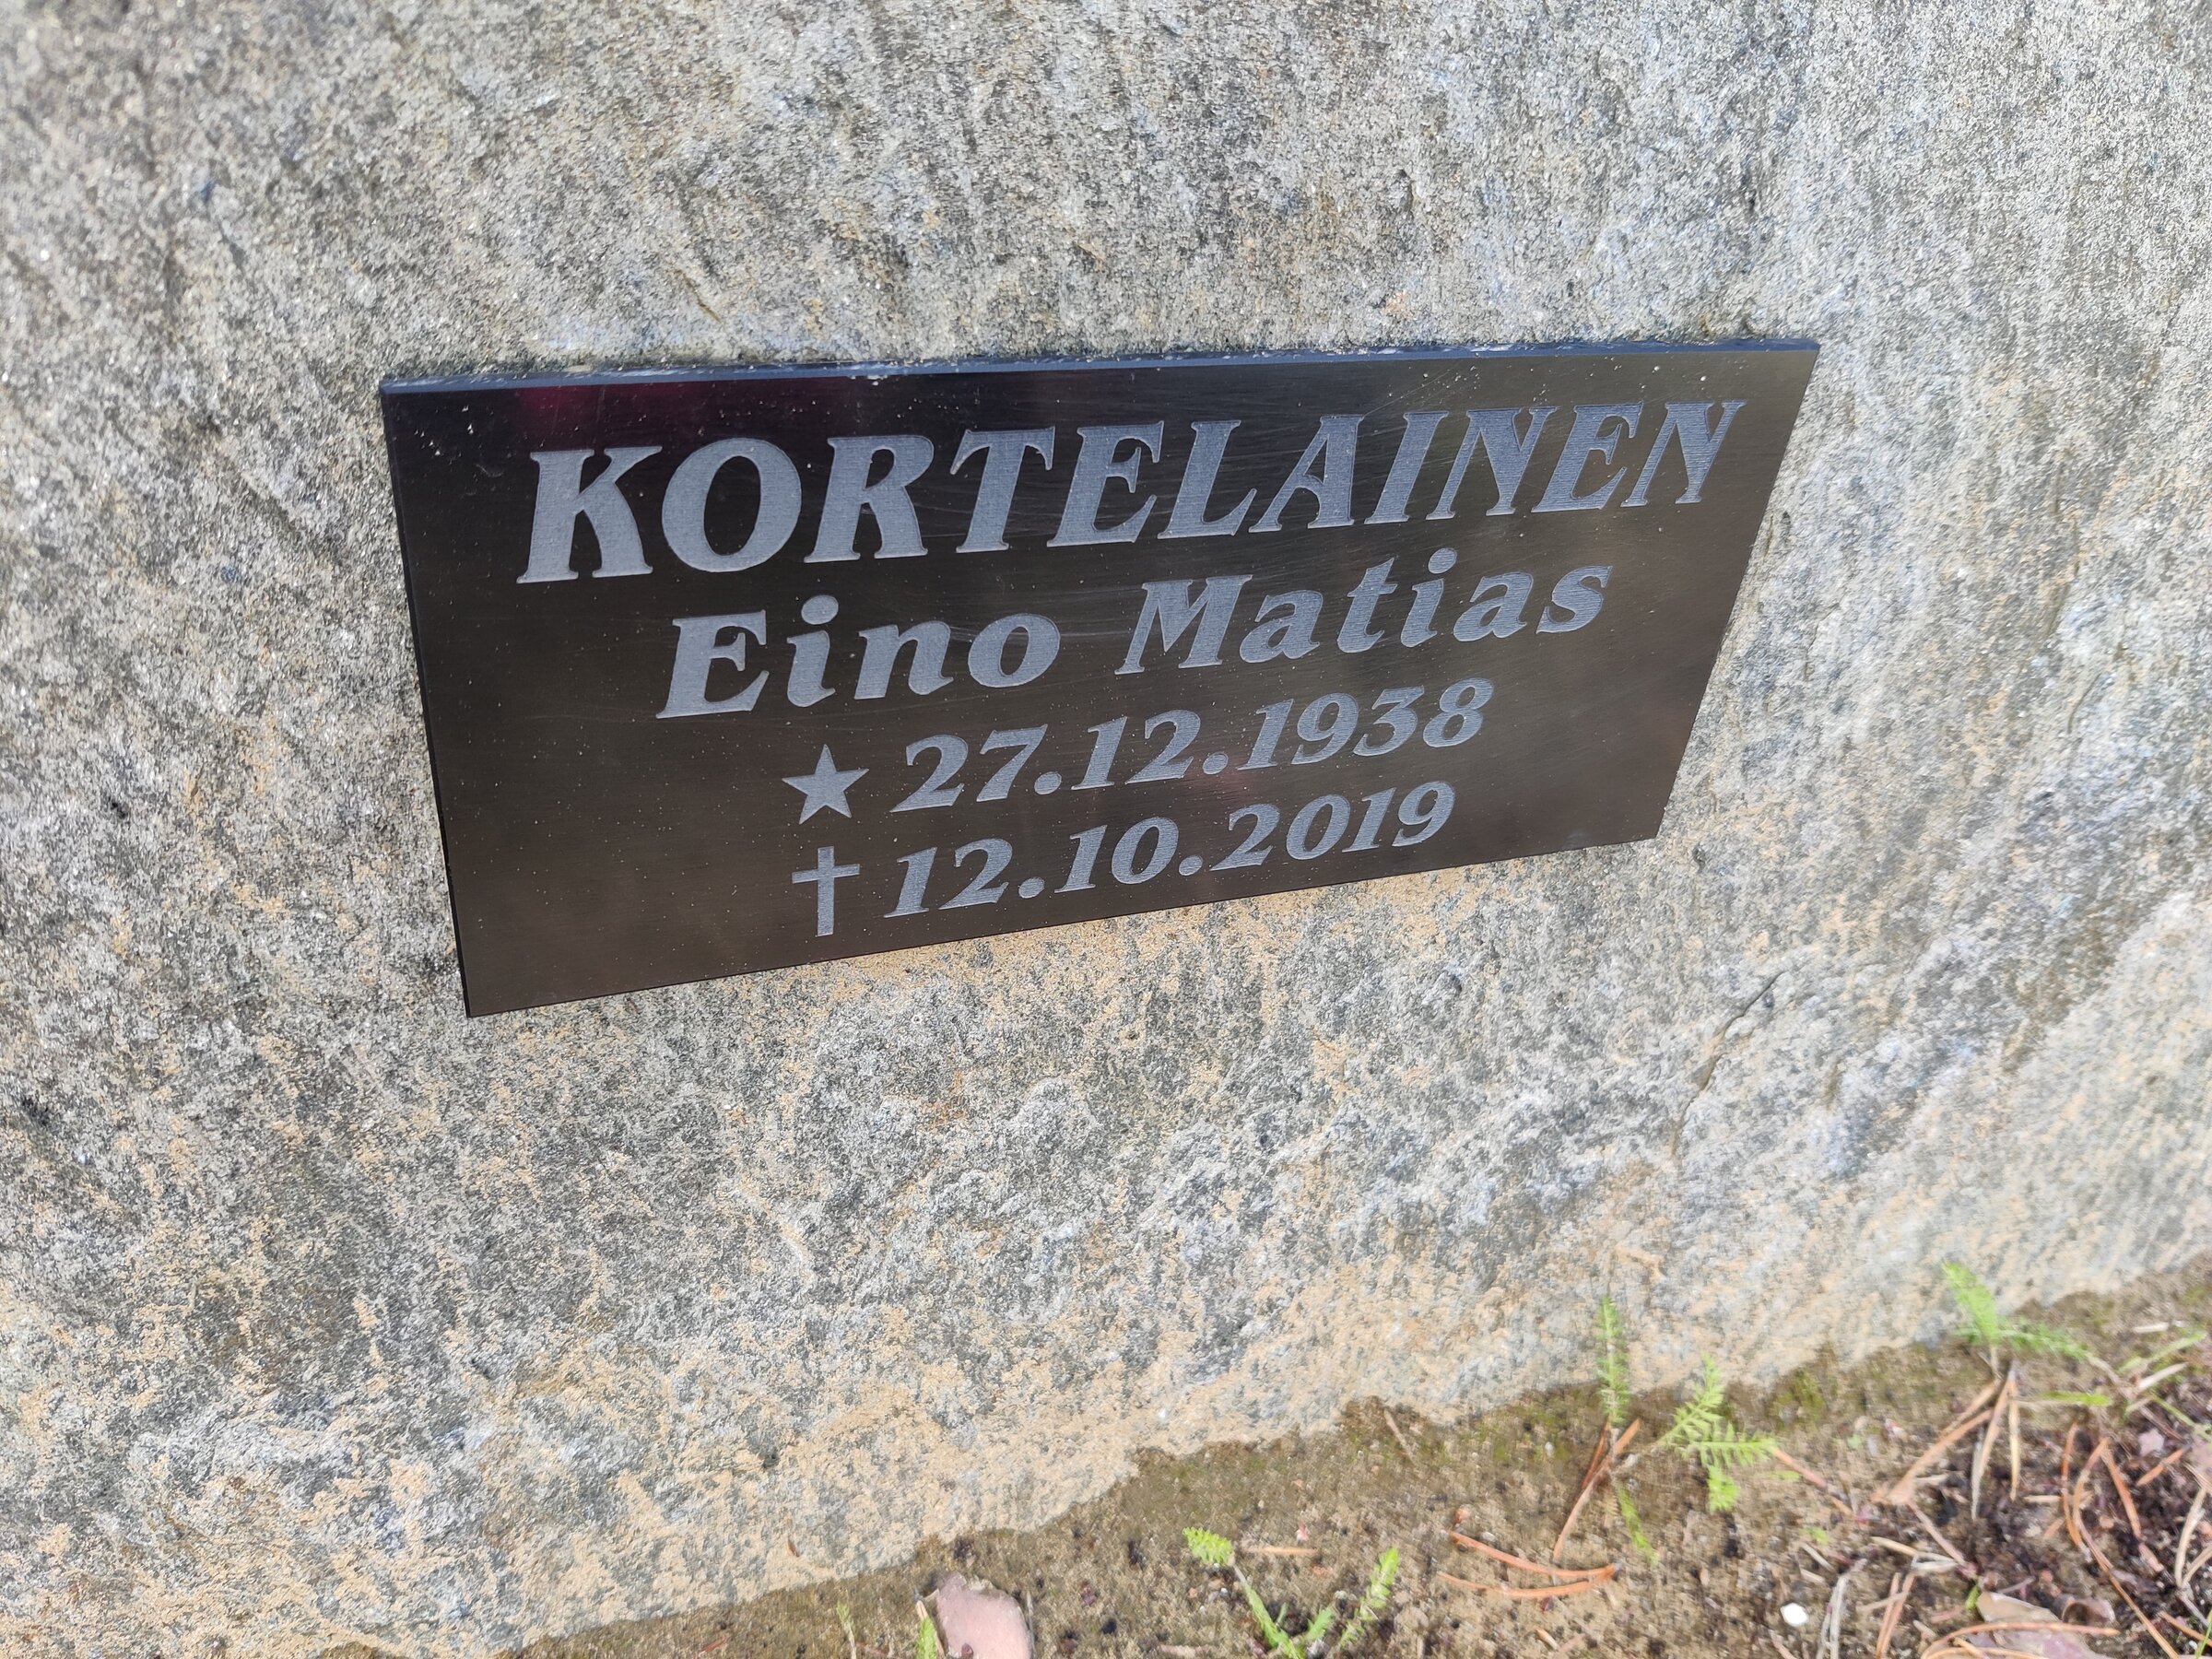 KORTELAINEN
Eino Matias
★ 27.12.1938
✝ 12.10.2019